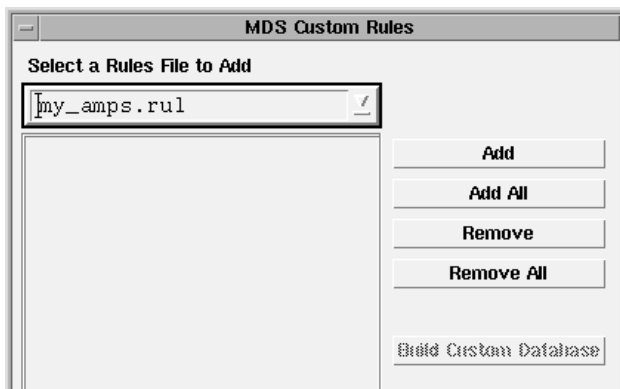 MDS Custom Rules
Select a Rules File to Add
my_amps.rul
Add
Add All
Remove
Remove All
Build Custom Database